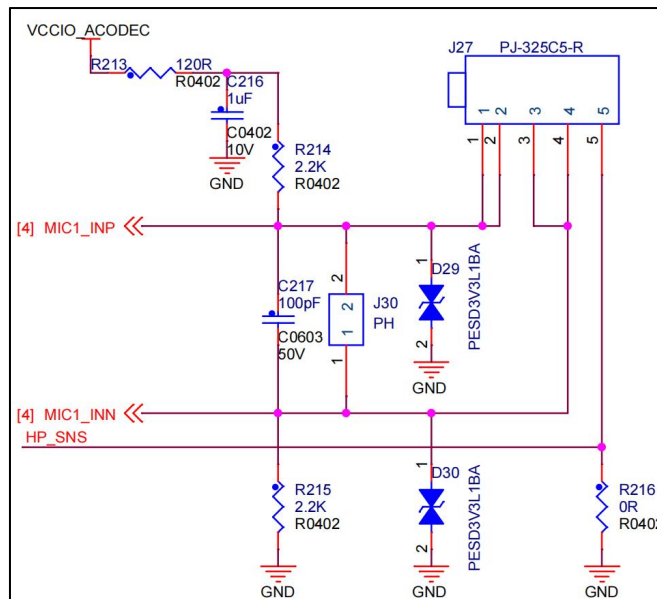 VCCIO_ACODEC
R213
120R
R0402
C216
1uF
C0402
10V
GND
R214
2.2K
R0402
J27
PJ-325C5-R
1 2 3 4 5
1 2 3 4 5
[4] MIC1_INP
C217
100pF
C0603
50V
2
2
J30
PH
1
1
1
D29
2
PESD3V3L1BA
GND
[4] MIC1_INN
HP_SNS
R215
2.2K
R0402
GND
1
D30
2
PESD3V3L1BA
GND
R216
0R
R0402
GND